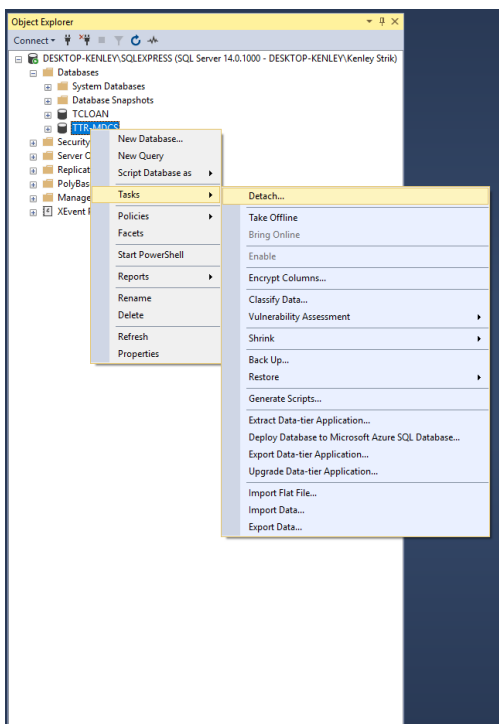 Object Explorer
Connect
DESKTOP-KENLEY\SQLEXPRESS (SQL Server 14.0.1000 - DESKTOP-KENLEY\Kenley Strik)
Databases
System Databases
Database Snapshots
TCLOAN
TTR-MDCS
Security
Server O
Replicat
PolyBas
Manage
XEvent P
New Database...
New Query
Script Database as
Tasks
Policies
Facets
Start PowerShell
Reports
Rename
Delete
Refresh
Properties
Detach...
Take Offline
Bring Online
Enable
Encrypt Columns...
Classify Data...
Vulnerability Assessment
Shrink
Back Up...
Restore
Generate Scripts...
Extract Data-tier Application...
Deploy Database to Microsoft Azure SQL Database...
Export Data-tier Application...
Upgrade Data-tier Application...
Import Flat File...
Import Data...
Export Data...